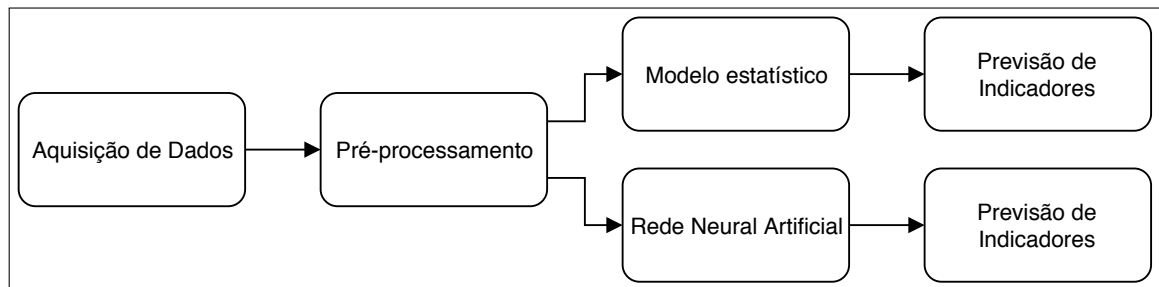 Aquisição de Dados
Pré-processamento
Modelo estatístico
Previsão de
Indicadores
Rede Neural Artificial
Previsão de
Indicadores